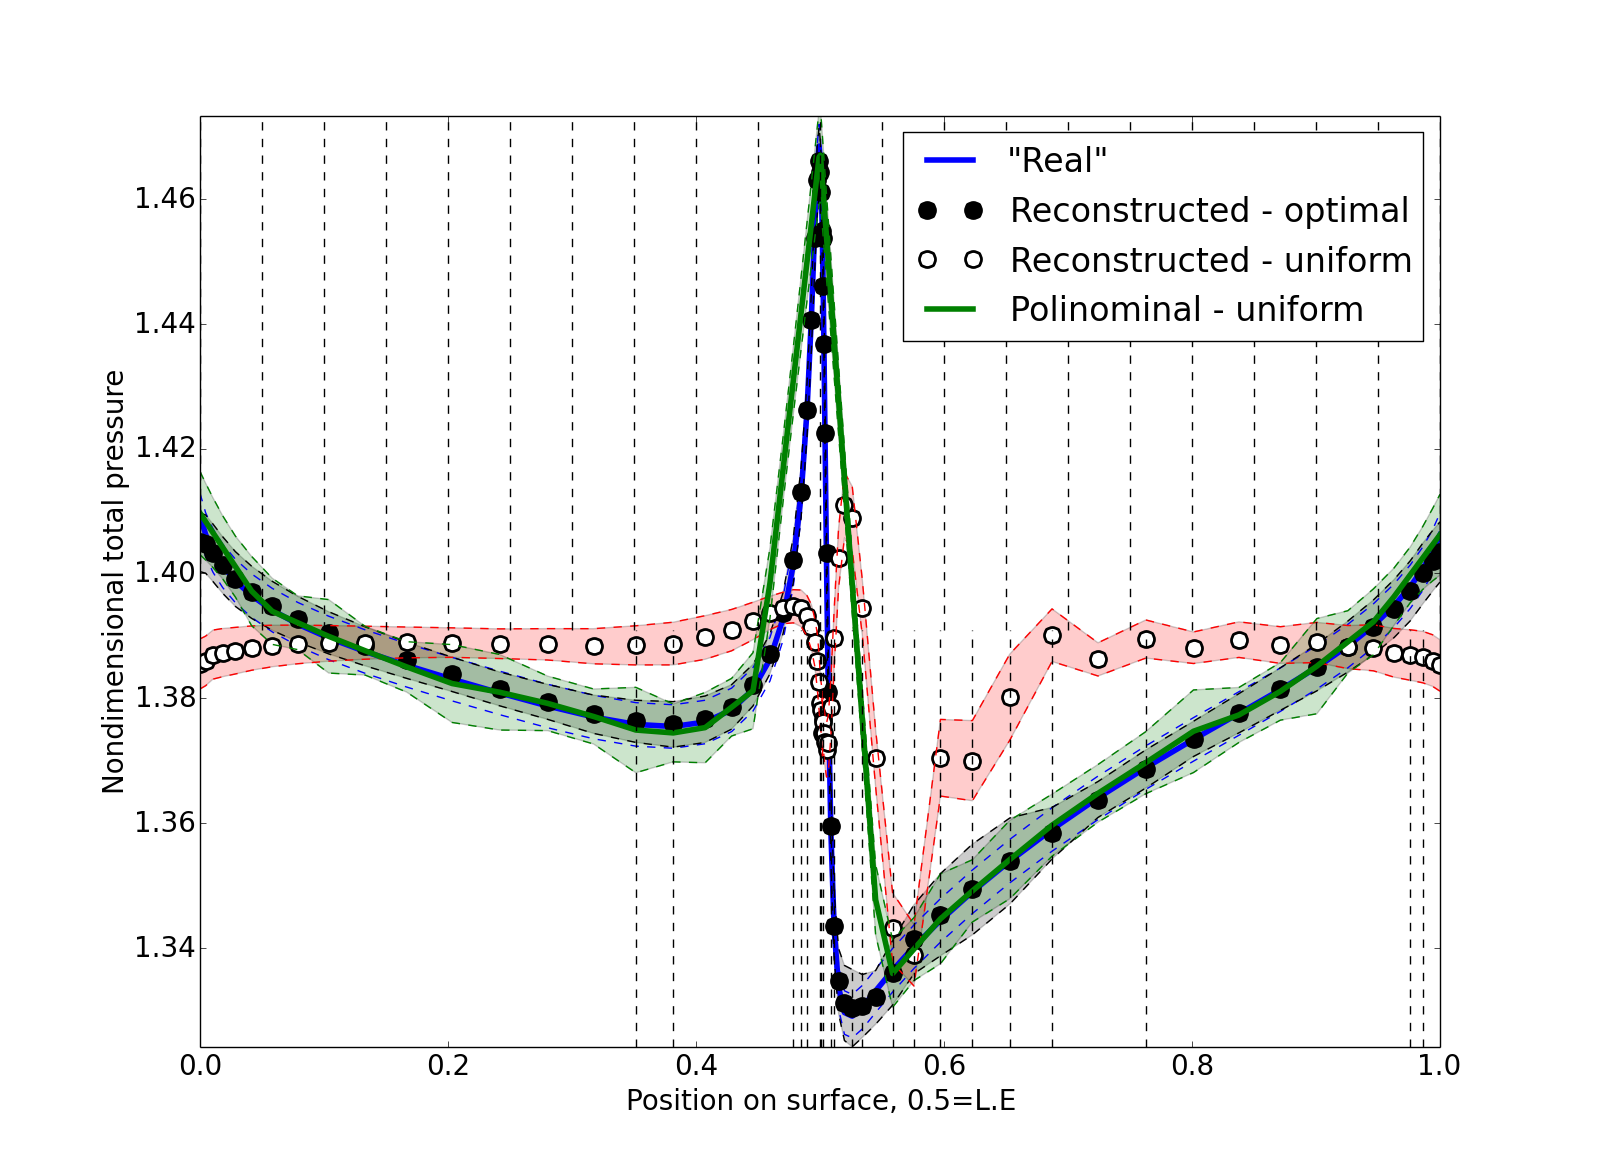 "Real"
Reconstructed - optimal
Reconstructed - uniform
Polinominal - uniform
Nondimensional total pressure
1.46
1.44
1.42
1.40
1.38
1.36
1.34
0.0 0.2 0.4 0.6 0.8 1.0
Position on surface, 0.5=L.E